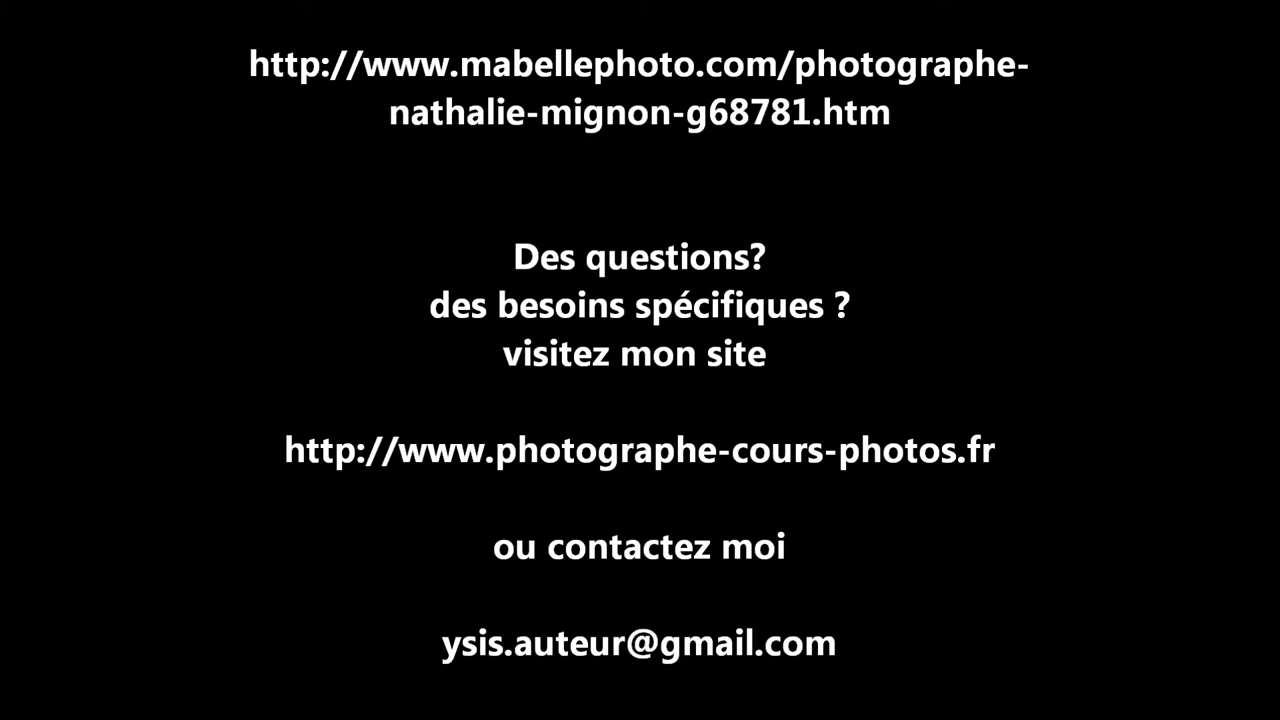 http://www.mabellephoto.com/photographe-
nathalie-mignon-g68781.htm
Des questions?
des besoins spécifiques ?
visitez mon site
http://www.photographe-cours-photos.fr
ou contactez moi
ysis.auteur@gmail.com